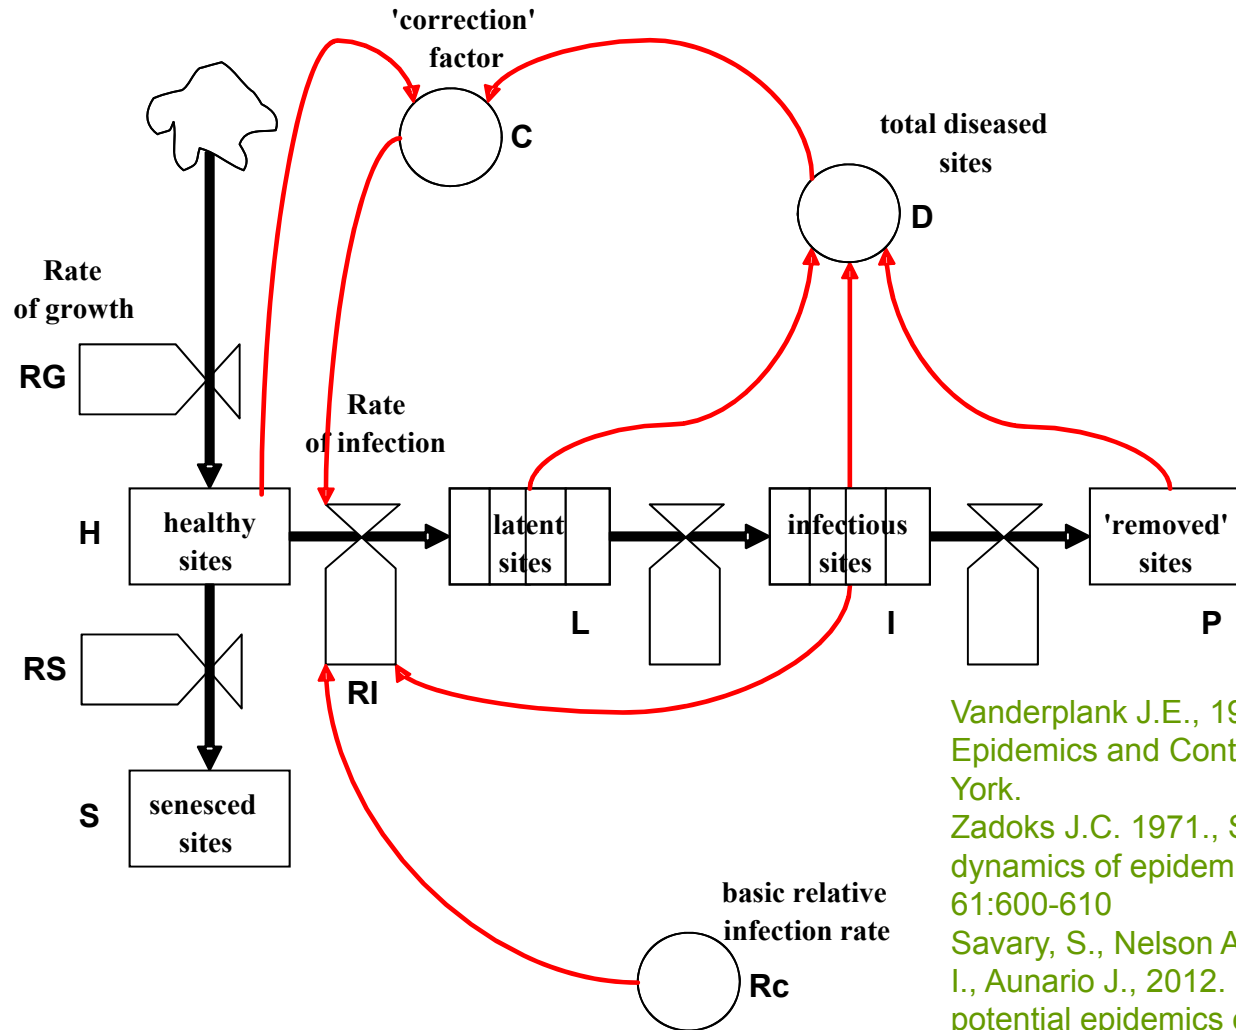 'correction'
factor
C
total diseased
sites
D
Rate
of growth
RG
Rate
of infection
H
healthy
sites
latent
sites
infectious
sites
'removed'
sites
L
I
P
RS
RI
S
senesced
sites
Vanderplank J.E., 19
Epidemics and Cont
York.
Zadoks J.C. 1971., S
dynamics of epidem
61:600-610
Savary, S., Nelson A
I., Aunario J., 2012.
potential epidemics
basic relative
infection rate
Rc